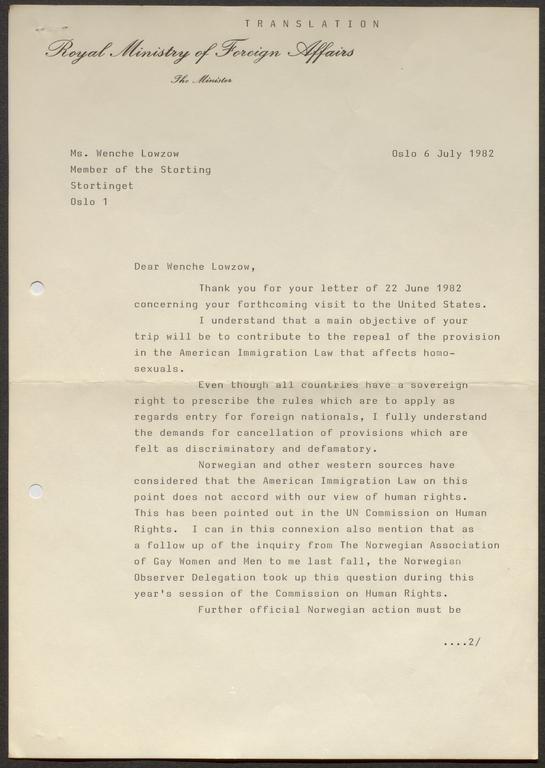 TRANSLATION
Royal Ministry of Foreign Affairs
The Minister
Ms. Wenche Lowzow
Oslo 6 July 1982
Member of the Storting
Stortinget
Oslo 1
Dear Wenche Lowzow,
Thank you for your letter of 22 June 1982
concerning your forthcoming visit to the United States.
I understand that a main objective of your
trip will be to contribute to the repeal of the provision
in the American Immigration Law that affects homo-
sexuals.
Even though all countries have a sovereign
right to prescribe the rules which are to apply as
regards entry for foreign nationals, I fully understand
the demands for cancellation of provisions which are
felt as discriminatory and defamatory.
Norwegian and other western sources have
considered that the American Immigration Law on this
point does not accord with our view of human rights.
This has been pointed out in the UN Commission on Human
Rights. I can in this connexion also mention that as
a follow up of the inquiry from The Norwegian Association
of Gay Women and Men to me last fall, the Norwegian
Observer Delegation took up this question during this
year's session of the Commission on Human Rights.
Further official Norwegian action must be
....2/